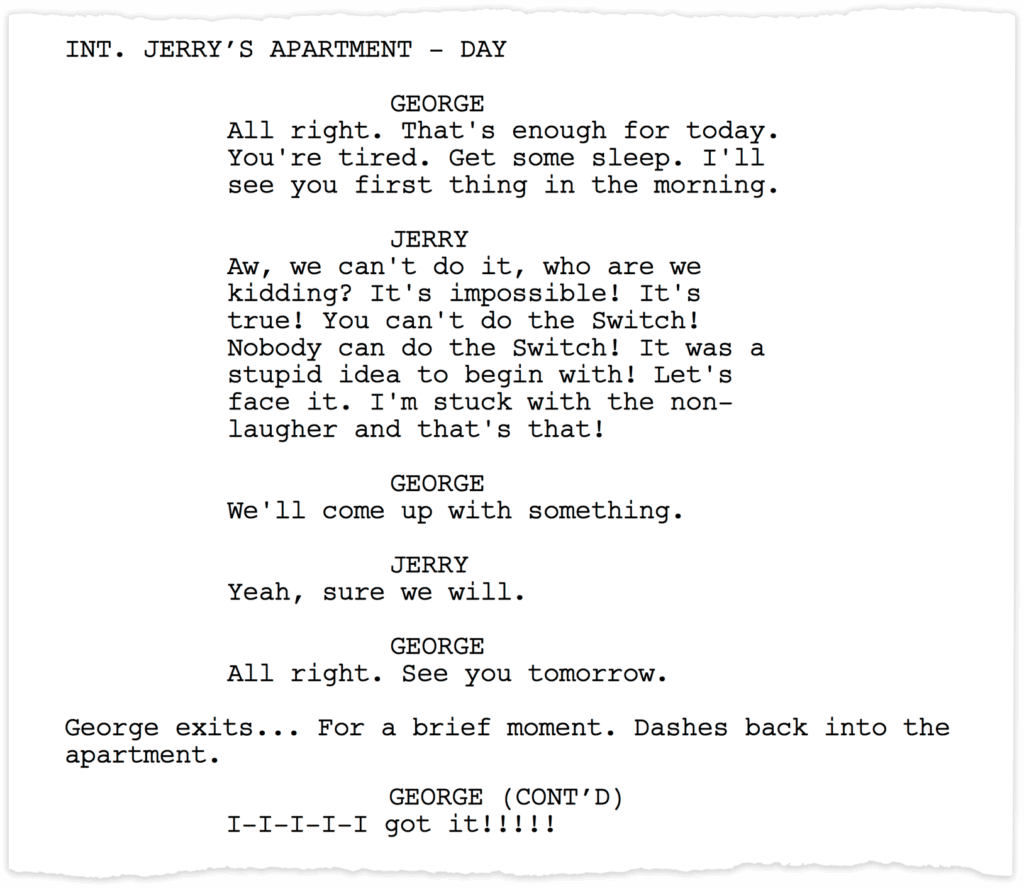 INT. JERRY’S APARTMENT – DAY
GEORGE
All right. That's enough for today.
You're tired. Get some sleep. I'll
see you first thing in the morning.
JERRY
Aw, we can't do it, who are we
kidding? It's impossible! It's
true! You can't do the Switch!
Nobody can do the Switch! It was a
stupid idea to begin with! Let's
face it. I'm stuck with the non-
laugher and that's that!
GEORGE
We'll come up with something.
JERRY
Yeah, sure we will.
GEORGE
All right. See you tomorrow.
George exits... For a brief moment. Dashes back into the
apartment.
GEORGE (CONT’D)
I-I-I-I-I got it!!!!!